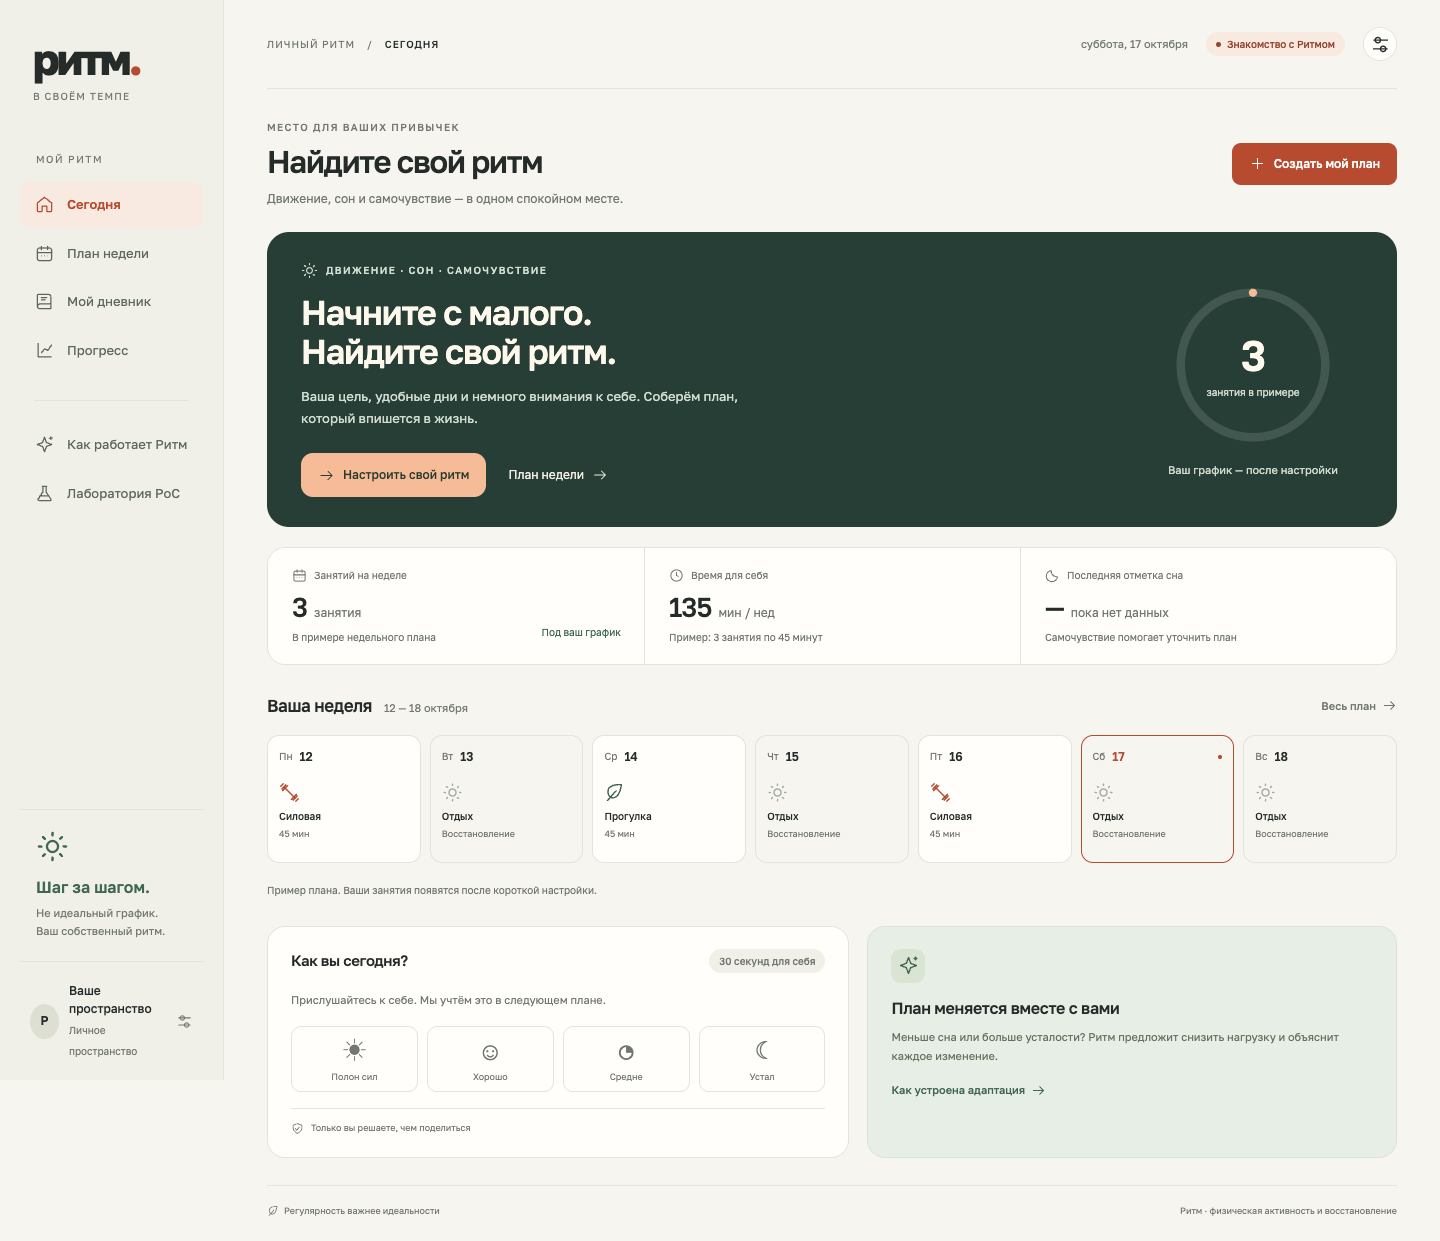 ритм.
В СВОЁМ ТЕМПЕ
МОЙ РИТМ
Сегодня
План недели
Мой дневник
Прогресс
Как работает Ритм
Лаборатория PoC
Шаг за шагом.
Не идеальный график.
Ваш собственный ритм.
Р
Ваше
пространство
Личное
пространство
ЛИЧНЫЙ РИТМ / СЕГОДНЯ
суббота, 17 октября
Знакомство с Ритмом
МЕСТО ДЛЯ ВАШИХ ПРИВЫЧЕК
Найдите свой ритм
Движение, сон и самочувствие — в одном спокойном месте.
Создать мой план
ДВИЖЕНИЕ · СОН · САМОЧУВСТВИЕ
Начните с малого.
Найдите свой ритм.
Ваша цель, удобные дни и немного внимания к себе. Соберём план,
который впишется в жизнь.
Настроить свой ритм
План недели
3
занятия в примере
Ваш график — после настройки
Занятий на неделе
3 занятия
В примере недельного плана
Под ваш график
Время для себя
135 мин / нед
Пример: 3 занятия по 45 минут
Последняя отметка сна
— пока нет данных
Самочувствие помогает уточнить план
Ваша неделя 12 — 18 октября
Весь план
Пн 12
Силовая
45 мин
Вт 13
Отдых
Восстановление
Ср 14
Прогулка
45 мин
Чт 15
Отдых
Восстановление
Пт 16
Силовая
45 мин
Сб 17
Отдых
Восстановление
Вс 18
Отдых
Восстановление
Пример плана. Ваши занятия появятся после короткой настройки.
Как вы сегодня?
30 секунд для себя
Прислушайтесь к себе. Мы учтём это в следующем плане.
Полон сил
Хорошо
Средне
Устал
Только вы решаете, чем поделиться
План меняется вместе с вами
Меньше сна или больше усталости? Ритм предложит снизить нагрузку и объяснит
каждое изменение.
Как устроена адаптация
Регулярность важнее идеальности
Ритм · физическая активность и восстановление